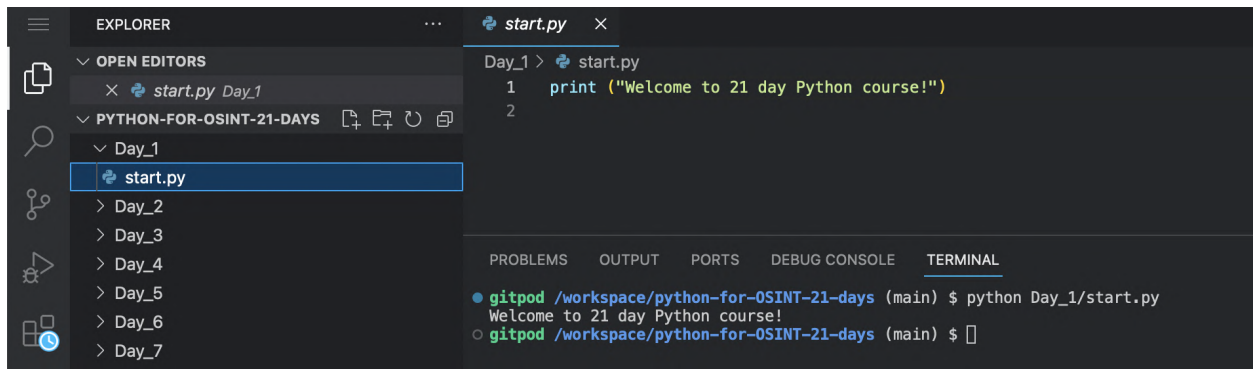 EXPLORER
···
OPEN EDITORS
start.py Day_1
PYTHON-FOR-OSINT-21-DAYS
Day_1
start.py
Day_2
Day_3
Day_4
Day_5
Day_6
Day_7
start.py
Day_1 > start.py
1 print ("Welcome to 21 day Python course!")
2
PROBLEMS OUTPUT PORTS DEBUG CONSOLE TERMINAL
gitpod /workspace/python-for-OSINT-21-days (main) $ python Day_1/start.py
Welcome to 21 day Python course!
gitpod /workspace/python-for-OSINT-21-days (main) $